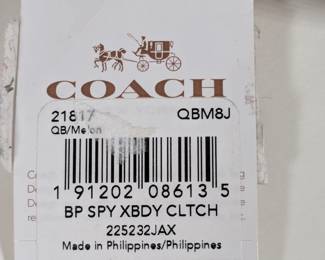 COACH
21817 QBM8J
QB/Melon
1 91202 08613 5
BP SPY XBDY CLTCH
225232JAX
Made in Philippines/Philippines